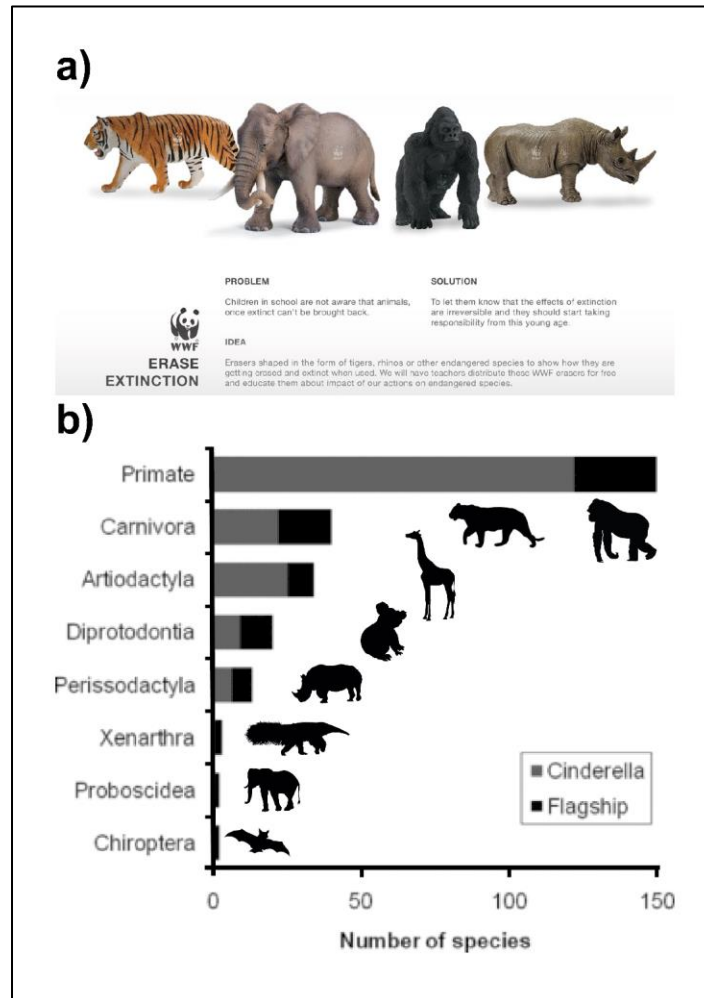 a)
PROBLEM
Children in school are not aware that animals,
once extinct can't be brought back.
SOLUTION
To let them know that the effects of extinction
are irreversible and they should start taking
responsibility from this young age.
IDEA
Erasers shaped in the form of tigers, rhinos or other endangered species to show how they are
getting erased and extinct when used. We will have teachers distribute these WWF erasers for free
and educate them about impact of our actions on endangered species.
WWF
ERASE
EXTINCTION
b)
Primate
Carnivora
Artiodactyla
Diprotodontia
Perissodactyla
Xenarthra
Proboscidea
Chiroptera
Cinderella
Flagship
0 50 100 150
Number of species